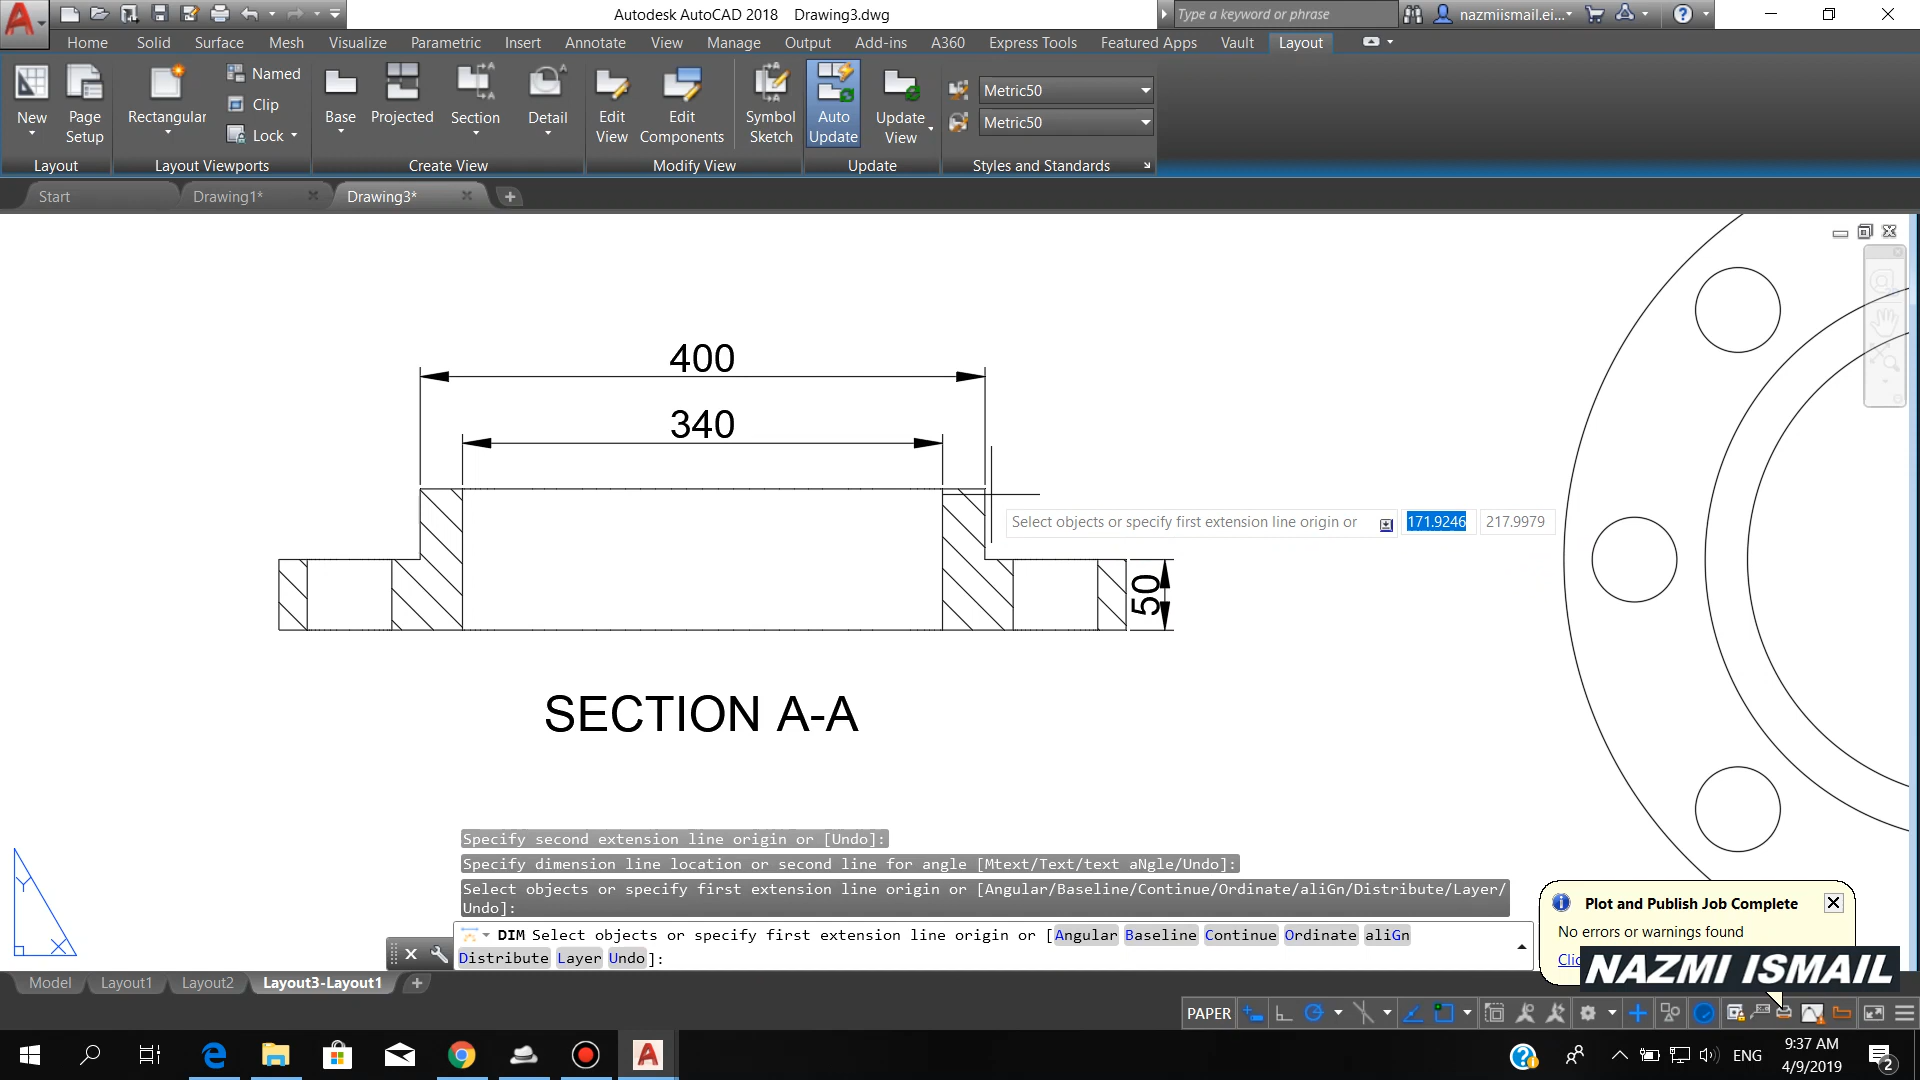 Autodesk AutoCAD 2018 Drawing3.dwg
Type a keyword or phrase
nazmiismail.ei...
Home Solid Surface Mesh Visualize Parametric Insert Annotate View Manage Output Add-ins A360 Express Tools Featured Apps Vault Layout
New
Page Setup
Layout
Rectangular
Named
Clip
Lock
Layout Viewports
Base
Projected
Section
Detail
Create View
Edit View
Edit Components
Symbol Sketch
Modify View
Auto Update
Update View
Update
Metric50
Metric50
Styles and Standards
Start
Drawing1*
Drawing3*
400
340
50
Select objects or specify first extension line origin or 171.9246 217.9979
SECTION A-A
Specify second extension line origin or [Undo]:
Specify dimension line location or second line for angle [Mtext/Text/text aNgle/Undo]:
Select objects or specify first extension line origin or [Angular/Baseline/Continue/Ordinate/aliGn/Distribute/Layer/
Undo]:
DIM Select objects or specify first extension line origin or [Angular Baseline Continue Ordinate aliGn
Distribute Layer Undo]:
Y
X
Plot and Publish Job Complete
No errors or warnings found
NAZMI ISMAIL
Model Layout1 Layout2 Layout3-Layout1
PAPER
ENG
9:37 AM
4/9/2019
2